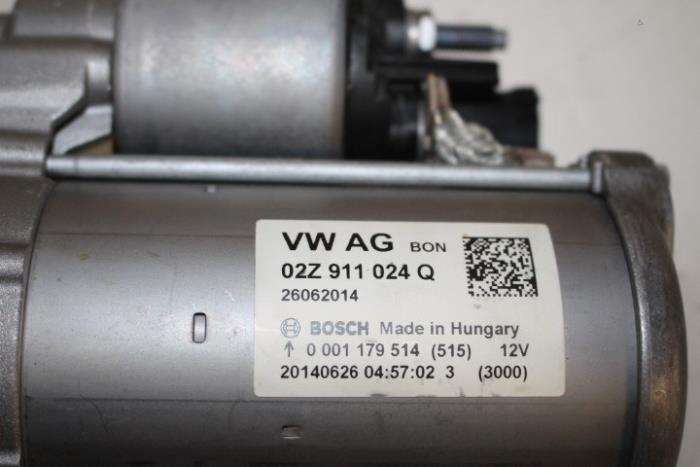 VW AG BON
02Z 911 024 Q
26062014
BOSCH Made in Hungary
↑ 0 001 179 514 (515) 12V
20140626 04:57:02 3 (3000)